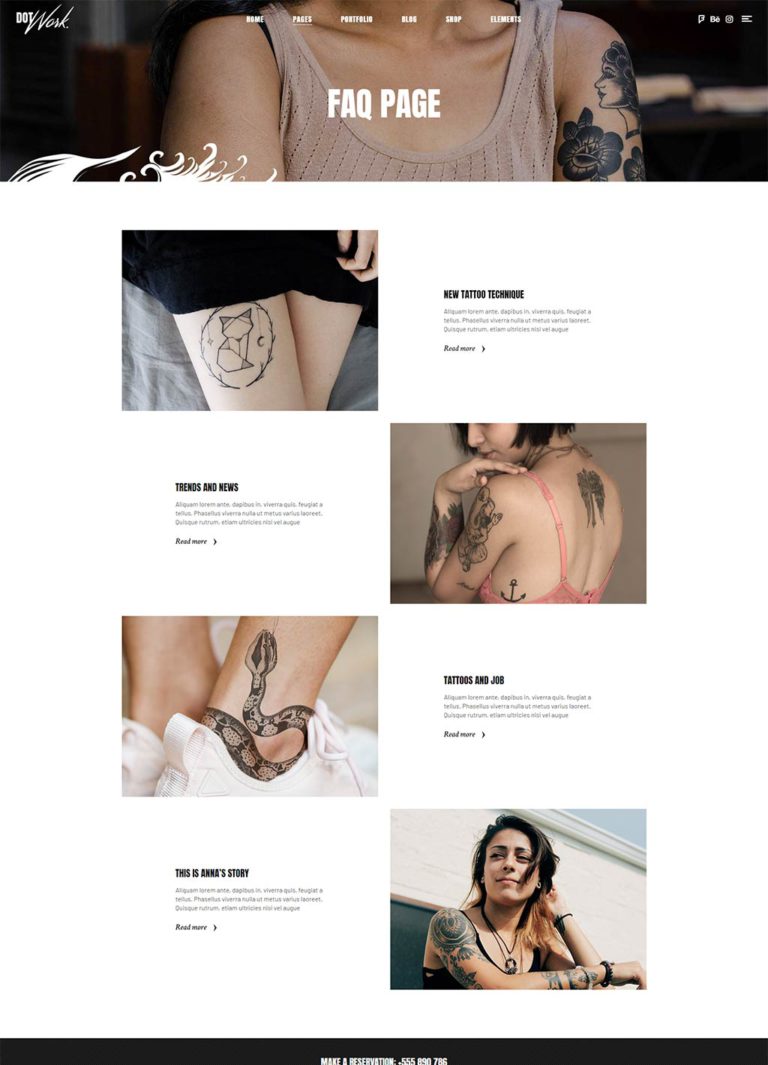 DOT Work.
HOME PAGES PORTFOLIO BLOG SHOP ELEMENTS
Bē
FAQ PAGE
NEW TATTOO TECHNIQUE
Aliquam lorem ante, dapibus in, viverra quis, feugiat a
tellus. Phasellus viverra nulla ut metus varius laoreet.
Quisque rutrum, etiam ultricies nisi vel augue
Read more
TRENDS AND NEWS
Aliquam lorem ante, dapibus in, viverra quis, feugiat a
tellus. Phasellus viverra nulla ut metus varius laoreet.
Quisque rutrum, etiam ultricies nisi vel augue
Read more
TATTOOS AND JOB
Aliquam lorem ante, dapibus in, viverra quis, feugiat a
tellus. Phasellus viverra nulla ut metus varius laoreet.
Quisque rutrum, etiam ultricies nisi vel augue
Read more
THIS IS ANNA'S STORY
Aliquam lorem ante, dapibus in, viverra quis, feugiat a
tellus. Phasellus viverra nulla ut metus varius laoreet.
Quisque rutrum, etiam ultricies nisi vel augue
Read more
MAKE A RESERVATION: +555 890 786